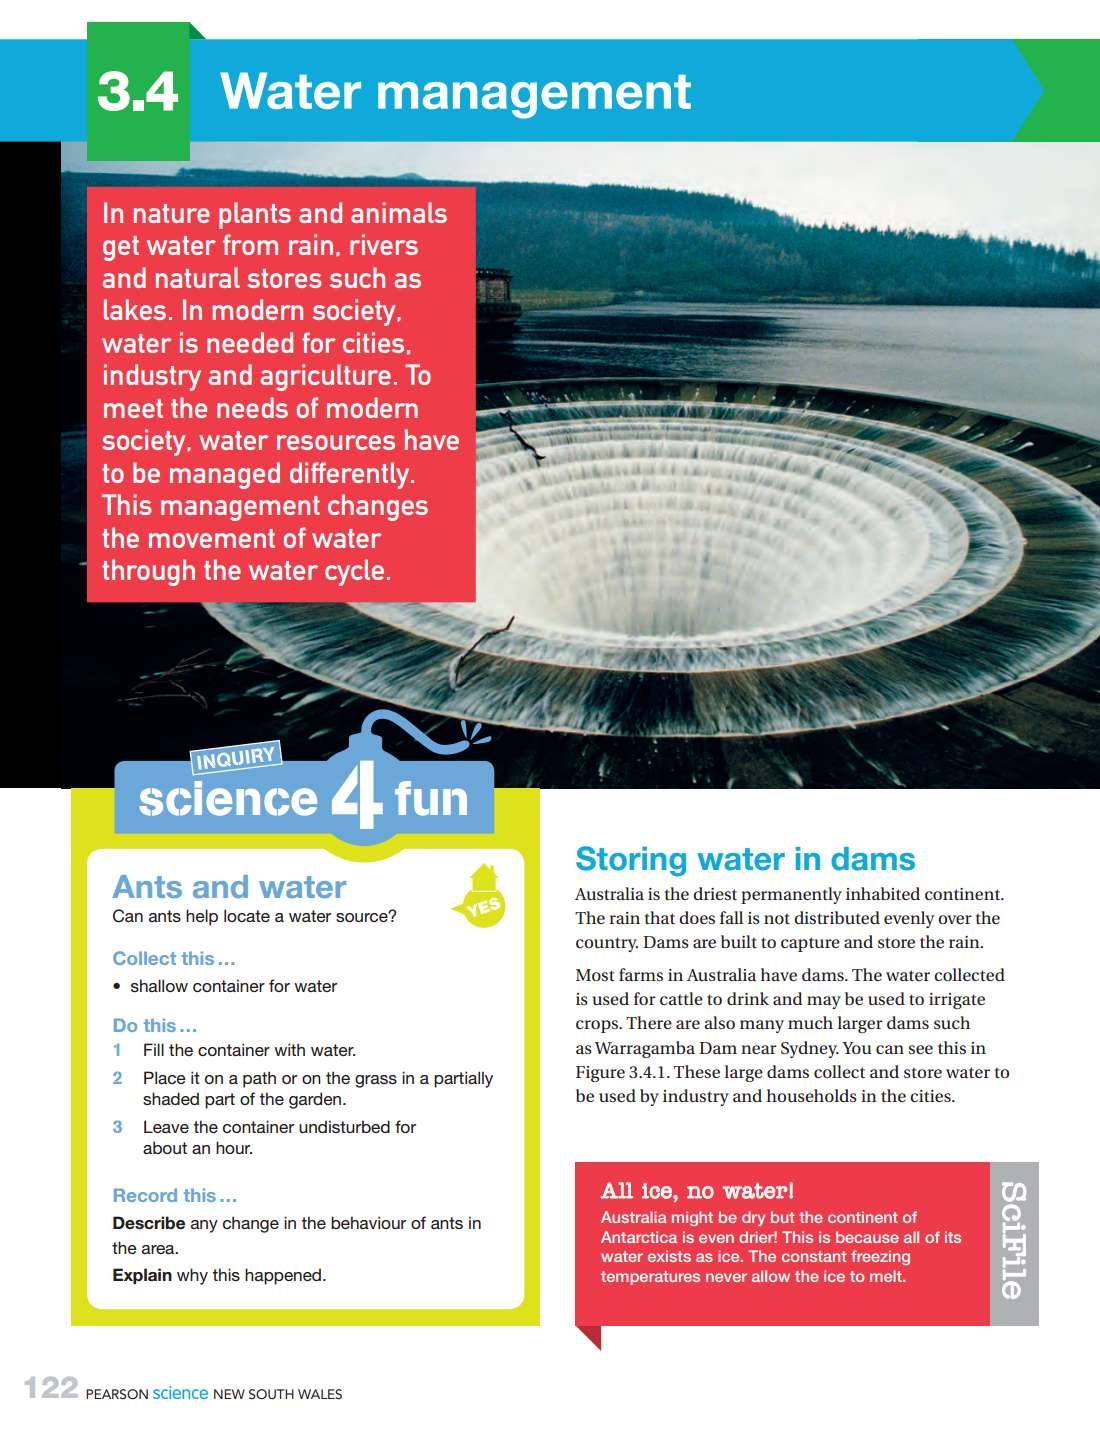 3.4 Water management
In nature plants and animals
get water from rain, rivers
and natural stores such as
lakes. In modern society,
water is needed for cities,
industry and agriculture. To
meet the needs of modern
society, water resources have
to be managed differently.
This management changes
the movement of water
through the water cycle.
INQUIRY
science 4 fun
Ants and water
Can ants help locate a water source?
YES
Collect this...
• shallow container for water
Do this...
1 Fill the container with water.
2 Place it on a path or on the grass in a partially
shaded part of the garden.
3 Leave the container undisturbed for
about an hour.
Record this...
Describe any change in the behaviour of ants in
the area.
Explain why this happened.
Storing water in dams
Australia is the driest permanently inhabited continent.
The rain that does fall is not distributed evenly over the
country. Dams are built to capture and store the rain.
Most farms in Australia have dams. The water collected
is used for cattle to drink and may be used to irrigate
crops. There are also many much larger dams such
as Warragamba Dam near Sydney. You can see this in
Figure 3.4.1. These large dams collect and store water to
be used by industry and households in the cities.
All ice, no water!
Australia might be dry but the continent of
Antarctica is even drier! This is because all of its
water exists as ice. The constant freezing
temperatures never allow the ice to melt.
SciFile
122 PEARSON science NEW SOUTH WALES